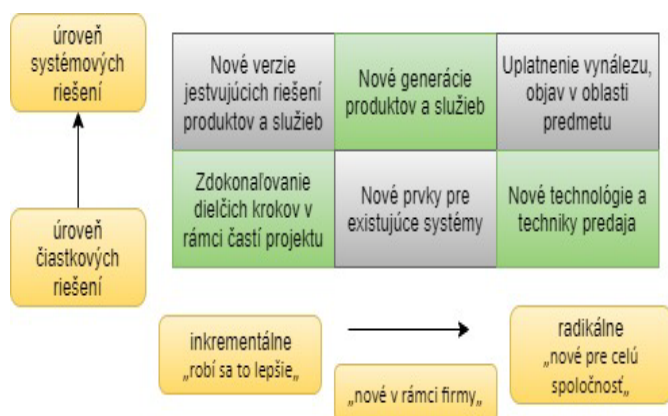 úroveň
systémových
riešení
Nové verzie
jestvujúcich riešení
produktov a služieb
Nové generácie
produktov a služieb
Uplatnenie vynálezu,
objav v oblasti
predmetu
Zdokonaľovanie
dielčich krokov v
rámci častí projektu
Nové prvky pre
existujúce systémy
Nové technológie a
techniky predaja
úroveň
čiastkových
riešení
inkrementálne
„robí sa to lepšie„
„nové v rámci firmy„
radikálne
„nové pre celú
spoločnosť„